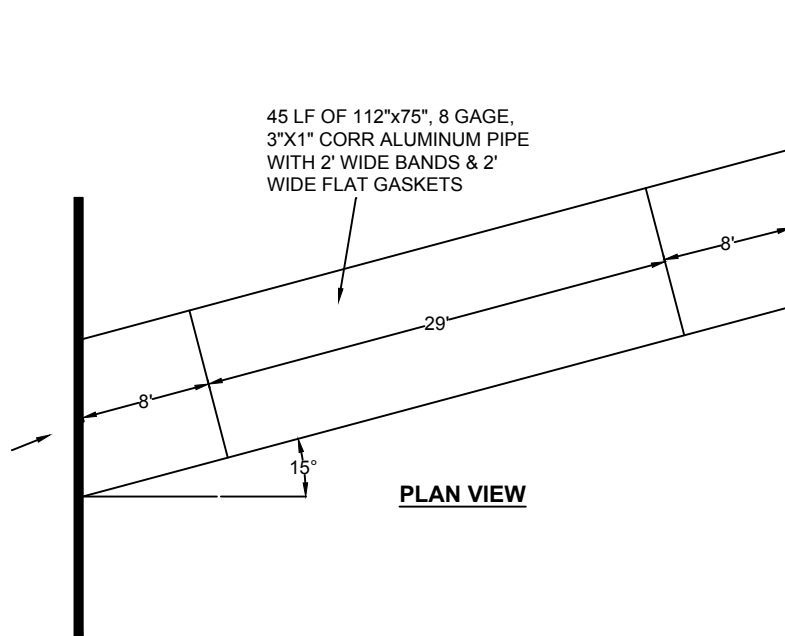 45 LF OF 112"x75", 8 GAGE,
3"X1" CORR ALUMINUM PIPE
WITH 2' WIDE BANDS & 2'
WIDE FLAT GASKETS
8'
29'
8'
15°
PLAN VIEW